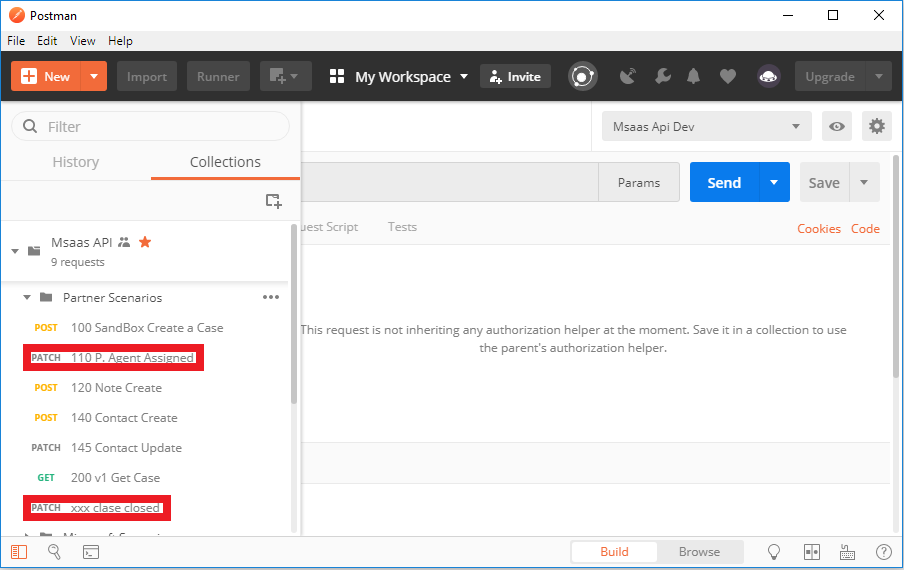 Postman
File Edit View Help
New Import Runner My Workspace Invite Upgrade
Filter
History Collections
Msaas API
9 requests
Partner Scenarios
POST 100 SandBox Create a Case
PATCH 110 P. Agent Assigned
POST 120 Note Create
POST 140 Contact Create
PATCH 145 Contact Update
GET 200 v1 Get Case
PATCH xxx clase closed
Msaas Api Dev
Params Send Save
uest Script Tests Cookies Code
This request is not inheriting any authorization helper at the moment. Save it in a collection to use
the parent's authorization helper.
Build Browse